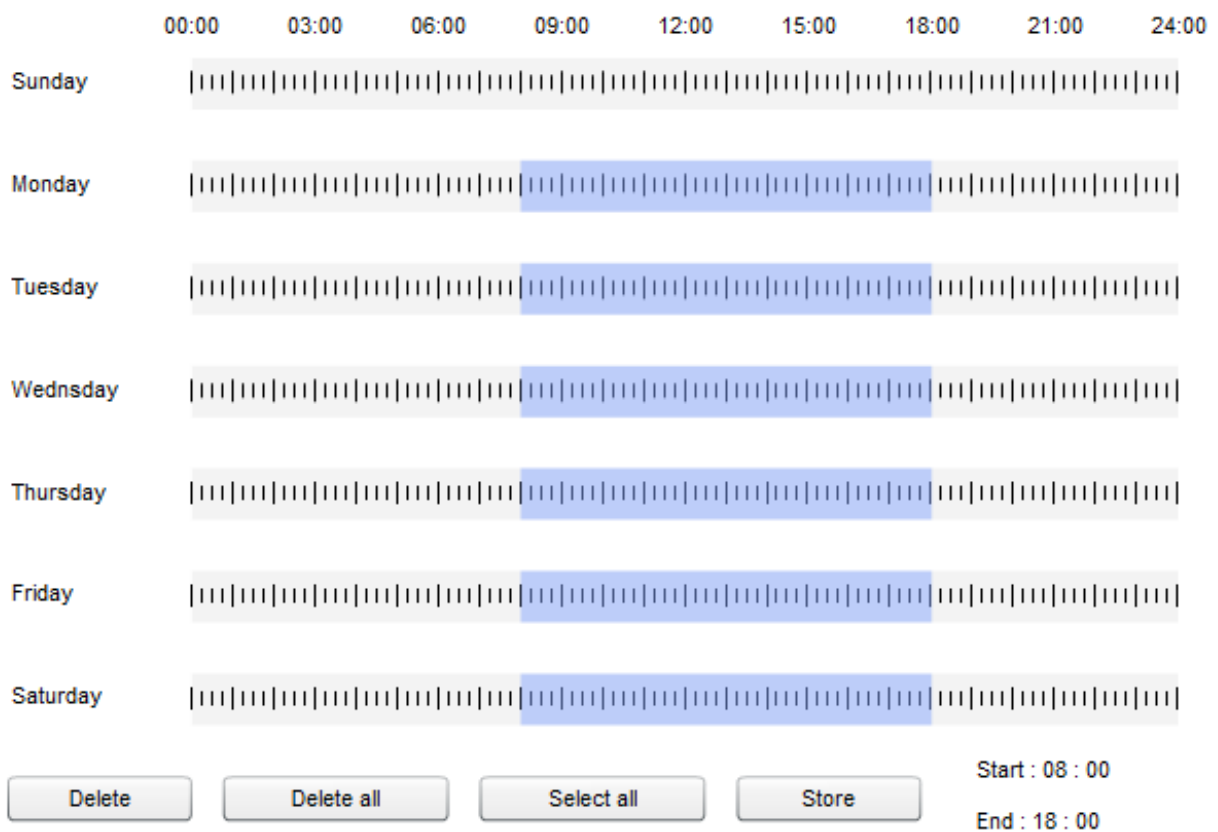 00:00 03:00 06:00 09:00 12:00 15:00 18:00 21:00 24:00
Sunday
Monday
Tuesday
Wednsday
Thursday
Friday
Saturday
Start : 08 : 00
Delete Delete all Select all Store
End : 18 : 00